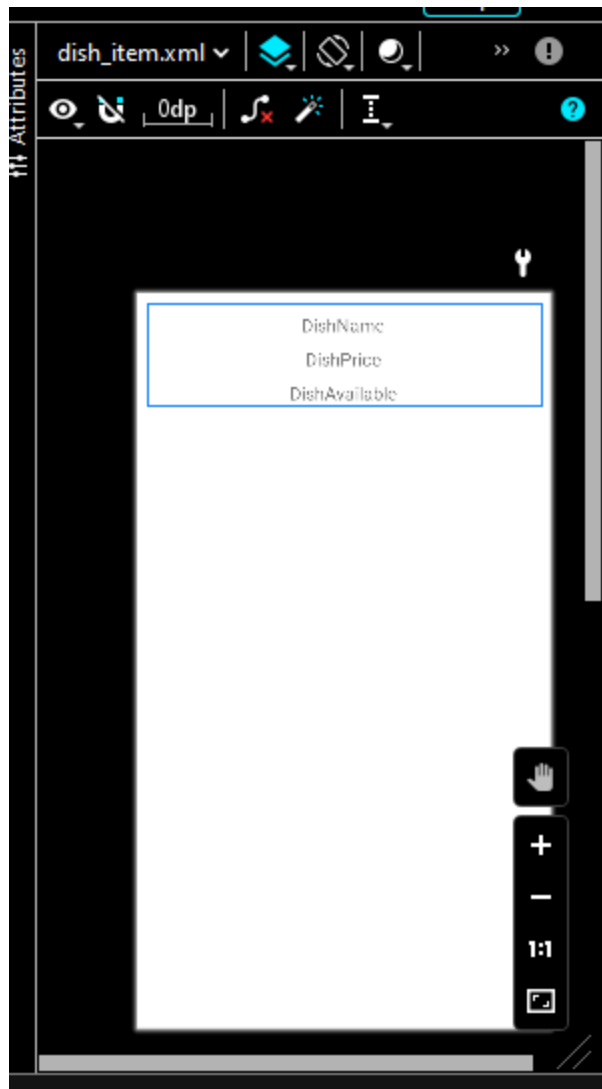 Attributes
dish_item.xml
0dp
?
DishName
DishPrice
DishAvailable
1:1